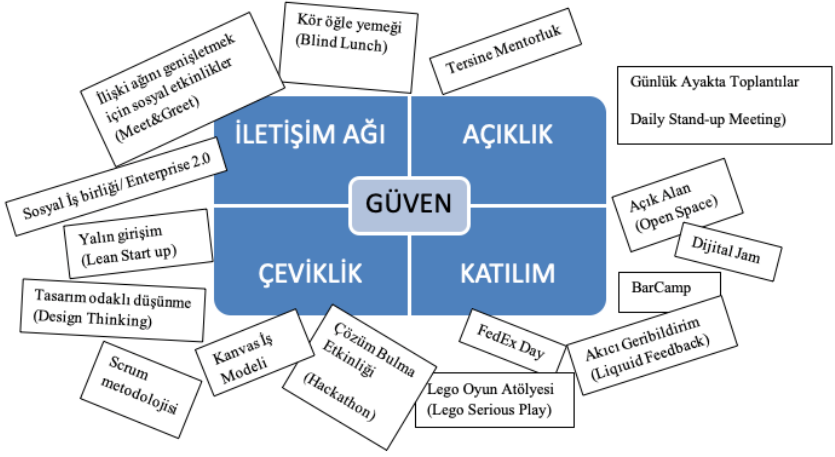 Kör öğle yemeği
(Blind Lunch)
Tersine Mentorluk
İlişki ağını genişletmek
için sosyal etkinlikler
(Meet&Greet)
Günlük Ayakta Toplantılar
Daily Stand-up Meeting)
İLETİŞİM AĞI
AÇIKLIK
Sosyal İş birliği/ Enterprise 2.0
GÜVEN
Açık Alan
(Open Space)
Yalın girişim
(Lean Start up)
Dijital Jam
ÇEVİKLİK
KATILIM
Tasarım odaklı düşünme
(Design Thinking)
BarCamp
Scrum
metodolojisi
Kanvas İş
Modeli
Çözüm Bulma
Etkinliği
(Hackathon)
FedEx Day
Akıcı Geribildirim
(Lıqıuid Feedback)
Lego Oyun Atölyesi
(Lego Serious Play)